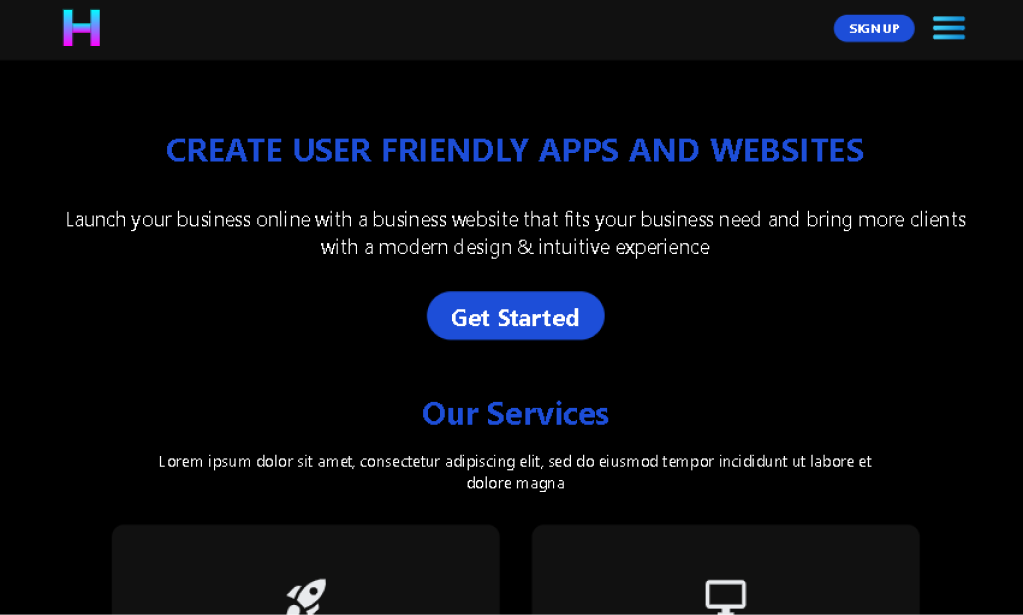 H
SIGN UP
CREATE USER FRIENDLY APPS AND WEBSITES
Launch your business online with a business website that fits your business need and bring more clients
with a modern design & intuitive experience
Get Started
Our Services
Lorem ipsum dolor sit amet, consectetur adipiscing elit, sed do eiusmod tempor incididunt ut labore et
dolore magna